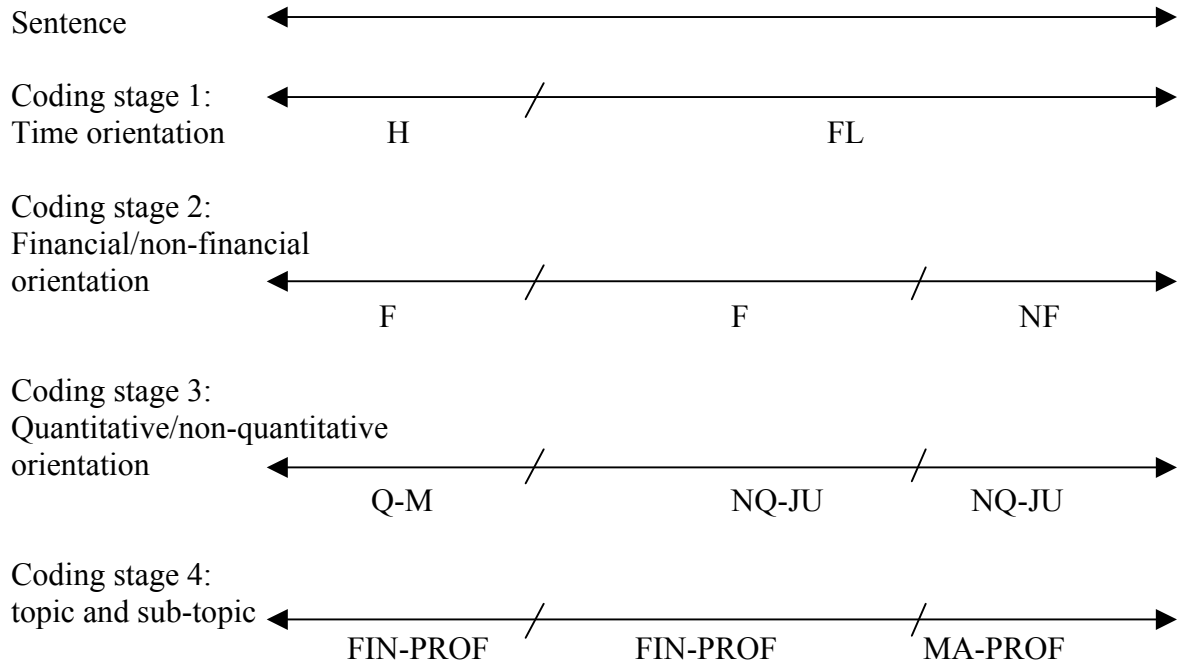 Sentence
Coding stage 1:
Time orientation
H FL
Coding stage 2:
Financial/non-financial
orientation
F F NF
Coding stage 3:
Quantitative/non-quantitative
orientation
Q-M NQ-JU NQ-JU
Coding stage 4:
topic and sub-topic
FIN-PROF FIN-PROF MA-PROF